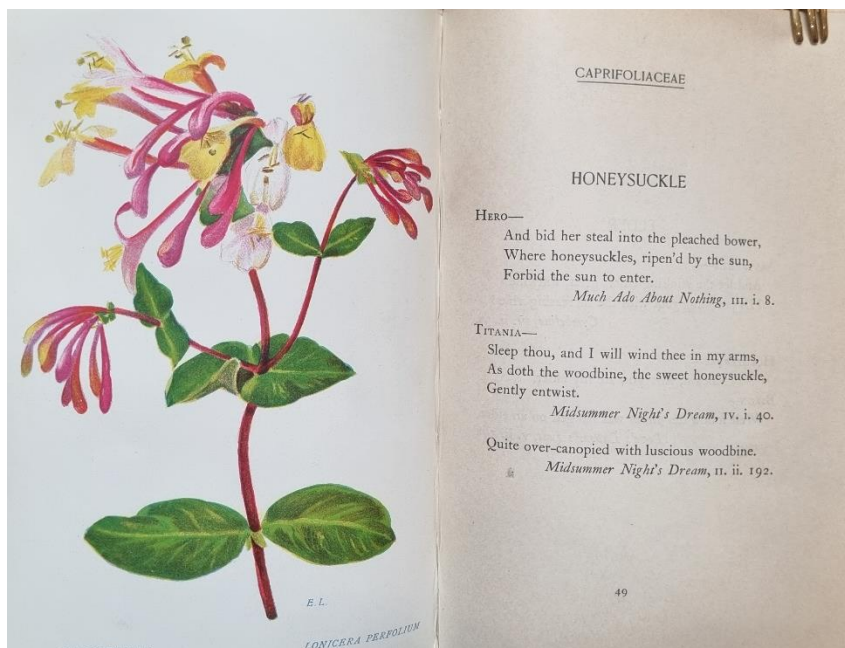 E. L.
LONICERA PERFOLIUM
CAPRIFOLIACEAE
HONEYSUCKLE
HERO—
And bid her steal into the pleached bower,
Where honeysuckles, ripen'd by the sun,
Forbid the sun to enter.
Much Ado About Nothing, III. i. 8.
TITANIA—
Sleep thou, and I will wind thee in my arms,
As doth the woodbine, the sweet honeysuckle,
Gently entwist.
Midsummer Night's Dream, IV. i. 40.
Quite over-canopied with luscious woodbine.
Midsummer Night's Dream, II. ii. 192.
49